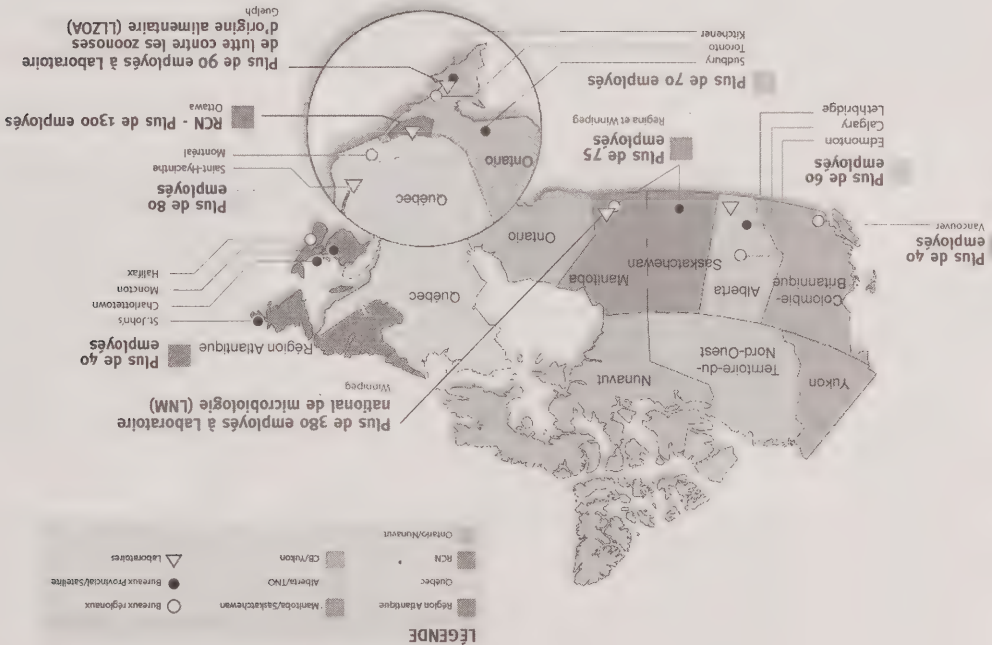 LÉGENDE
Région Atlantique
Québec
RCN
Ontario/Nunavut
Manitoba/Saskatchewan
Alberta/TNO
CB/Yukon
Bureaux régionaux
Bureaux Provincial/Satellite
Laboratoires
Yukon
Territoire-du-
Nord-Ouest
Nunavut
Colombie-
Britannique
Alberta
Saskatchewan
Manitoba
Ontario
Québec
Région Atlantique
Plus de 40
employés
Vancouver
Plus de 60
employés
Edmonton
Calgary
Lethbridge
Plus de 75
employés
Regina et Winnipeg
Plus de 70 employés
Sudbury
Toronto
Kitchener
Plus de 380 employés à Laboratoire
national de microbiologie (LNM)
Winnipeg
Plus de 40
employés
St. John's
Charlottetown
Moncton
Halifax
Plus de 80
employés
Saint-Hyacinthe
Montréal
RCN - Plus de 1300 employés
Ottawa
Plus de 90 employés à Laboratoire
de lutte contre les zoonoses
d'origine alimentaire (LLZOA)
Guelph
Québec
Ontario